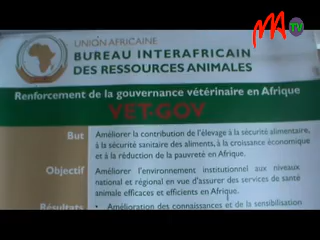 MA TV
UNION AFRICAINE
BUREAU INTERAFRICAIN
DES RESSOURCES ANIMALES
Renforcement de la gouvernance vétérinaire en Afrique
VET-GOV
But
Améliorer la contribution de l'élevage à la sécurité alimentaire,
à la sécurité sanitaire des aliments, à la croissance économique
et à la réduction de la pauvreté en Afrique.
Objectif
Améliorer l'environnement institutionnel aux niveaux
national et régional en vue d'assurer des services de santé
animale efficaces et efficients en Afrique.
Résultats
• Amélioration des connaissances et de la sensibilisation